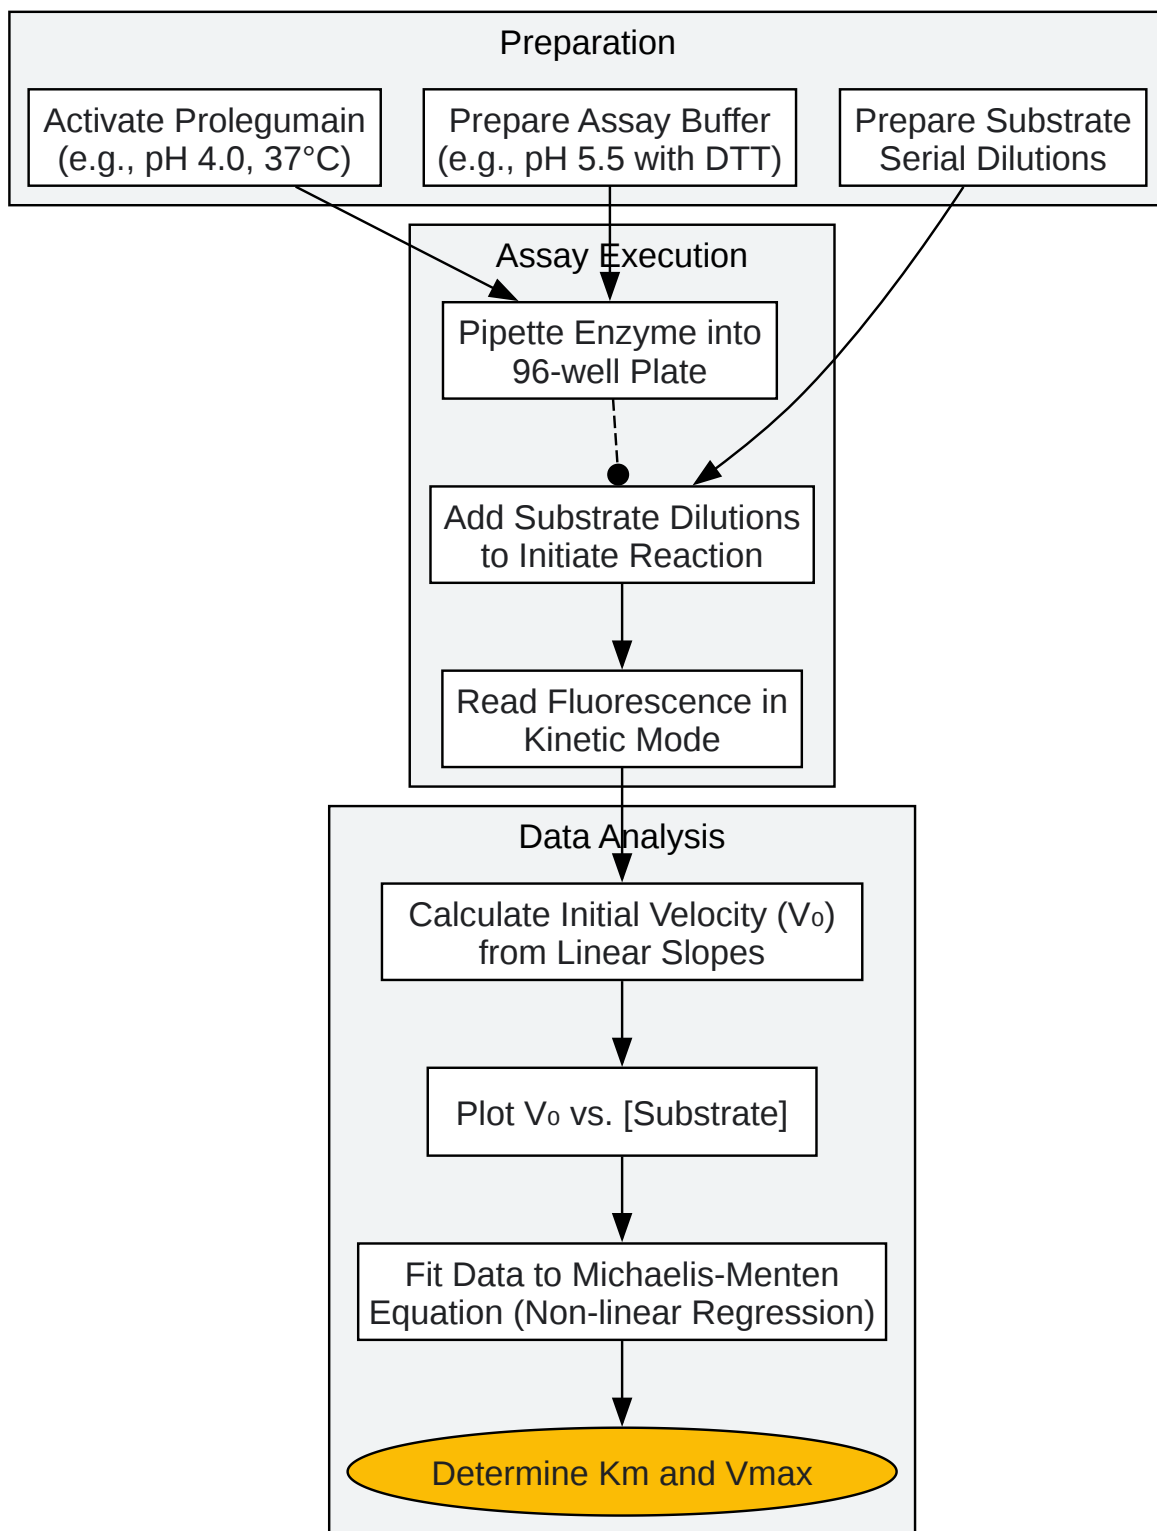 Preparation
Activate Prolegumain
(e.g., pH 4.0, 37°C)
Prepare Assay Buffer
(e.g., pH 5.5 with DTT)
Prepare Substrate
Serial Dilutions
Assay Execution
Pipette Enzyme into
96-well Plate
Add Substrate Dilutions
to Initiate Reaction
Read Fluorescence in
Kinetic Mode
Data Analysis
Calculate Initial Velocity (V₀)
from Linear Slopes
Plot V₀ vs. [Substrate]
Fit Data to Michaelis-Menten
Equation (Non-linear Regression)
Determine Km and Vmax